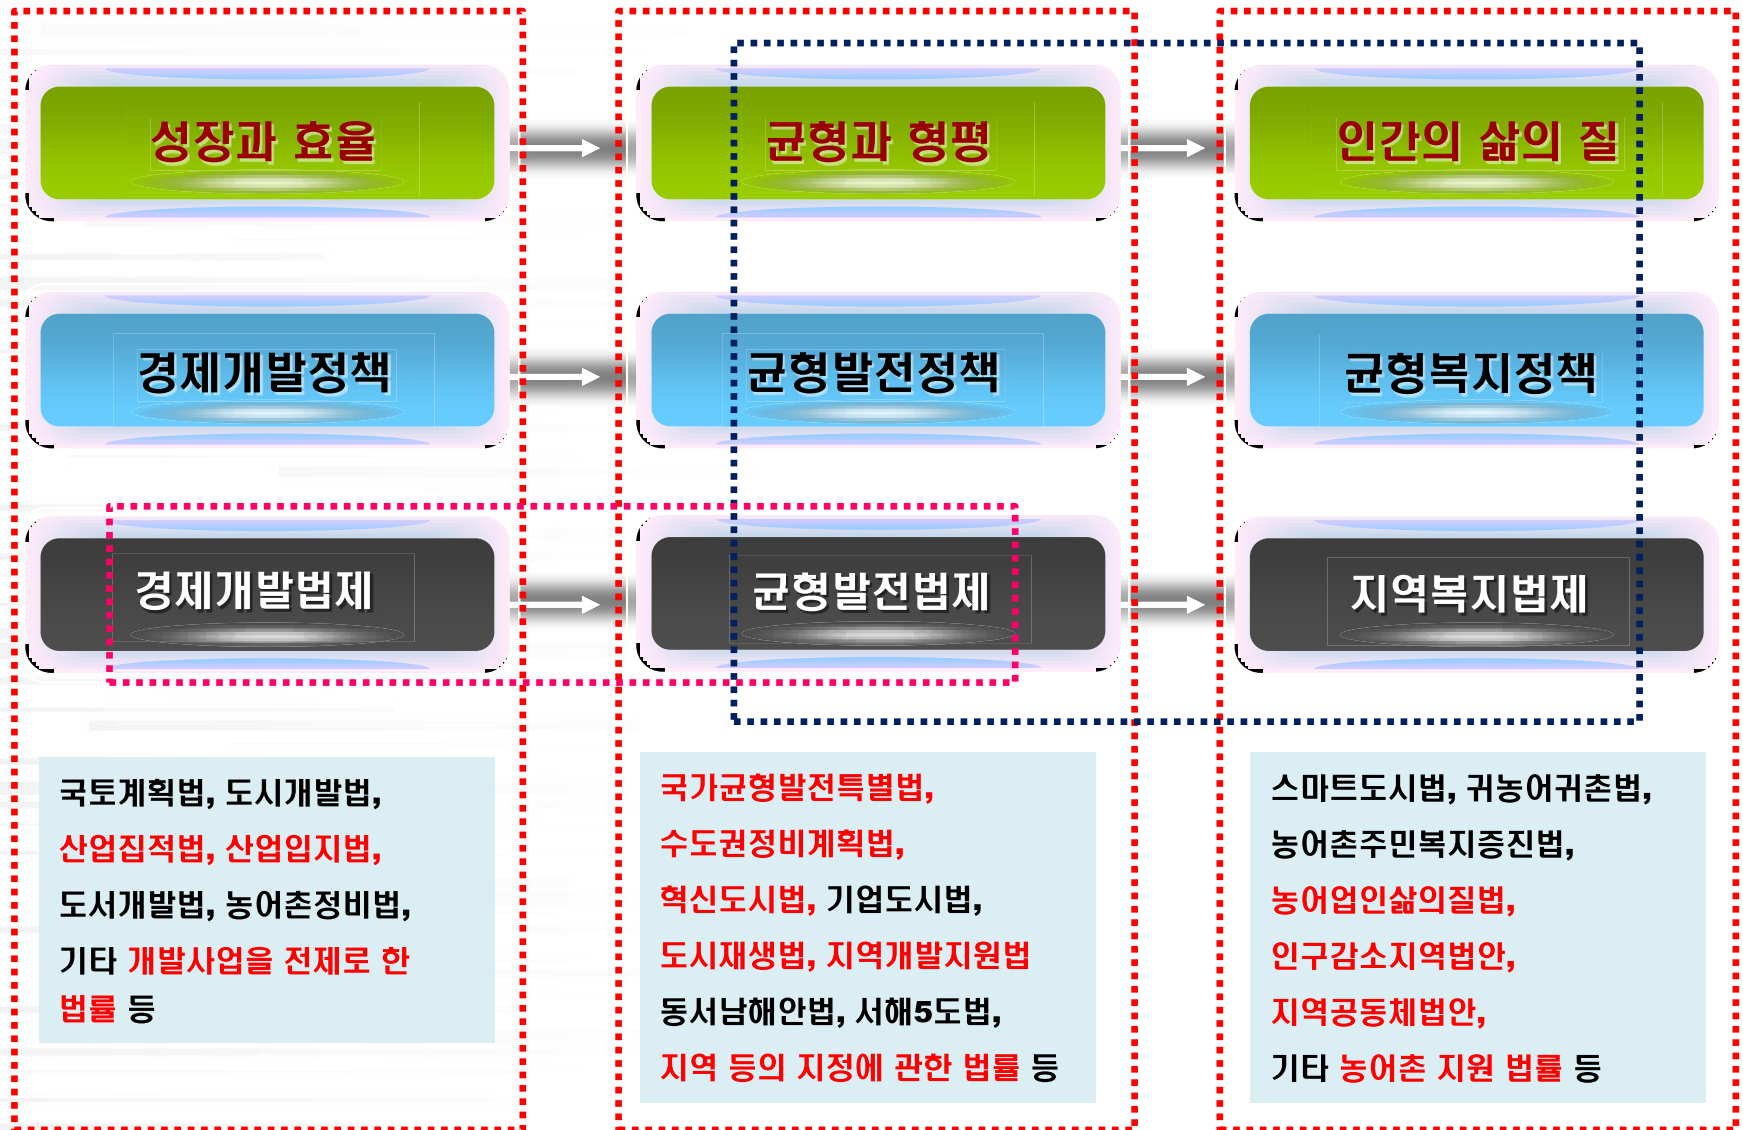 성장과 효율
균형과 형평
인간의 삶의 질
경제개발정책
균형발전정책
균형복지정책
경제개발법제
균형발전법제
지역복지법제
국토계획법, 도시개발법,
산업집적법, 산업입지법,
도서개발법, 농어촌정비법,
기타 개발사업을 전제로 한
법률 등
국가균형발전특별법,
수도권정비계획법,
혁신도시법, 기업도시법,
도시재생법, 지역개발지원법
동서남해안법, 서해5도법,
지역 등의 지정에 관한 법률 등
스마트도시법, 귀농어귀촌법,
농어촌주민복지증진법,
농어업인삶의질법,
인구감소지역법안,
지역공동체법안,
기타 농어촌 지원 법률 등